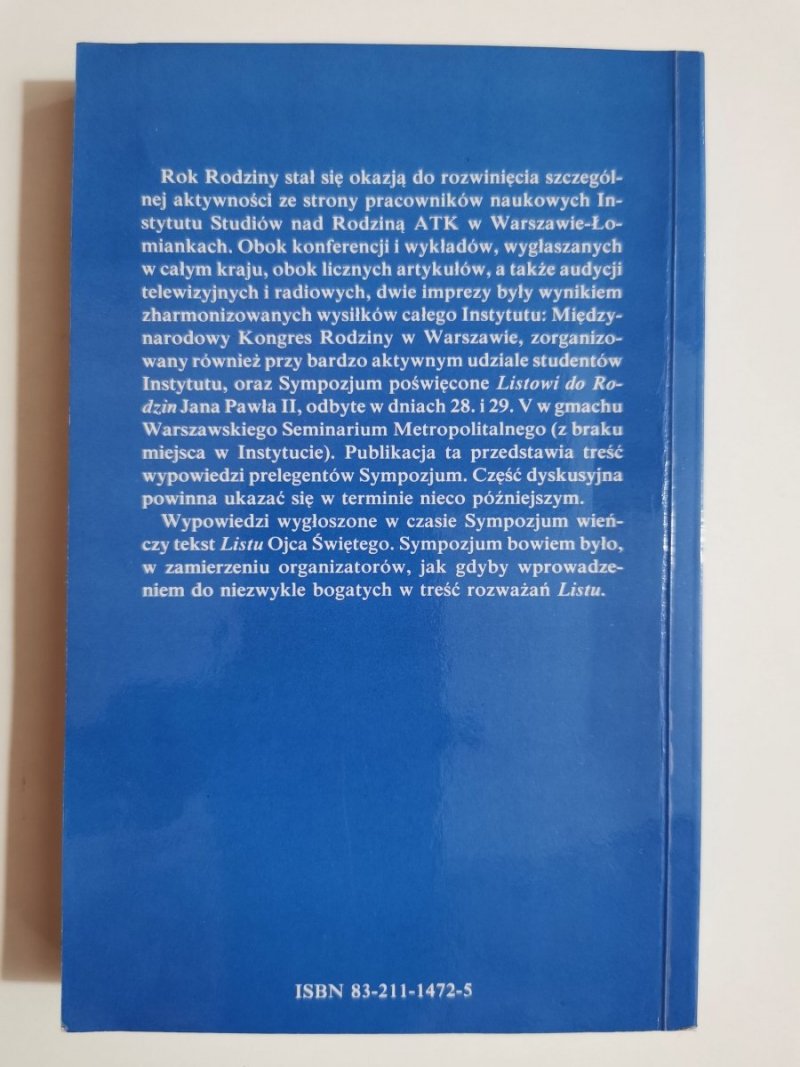 Rok Rodziny stał się okazją do rozwinięcia szczegól-
nej aktywności ze strony pracowników naukowych In-
stytutu Studiów nad Rodziną ATK w Warszawie-Ło-
miankach. Obok konferencji i wykładów, wygłaszanych
w całym kraju, obok licznych artykułów, a także audycji
telewizyjnych i radiowych, dwie imprezy były wynikiem
zharmonizowanych wysiłków całego Instytutu: Między-
narodowy Kongres Rodziny w Warszawie, zorganizo-
wany również przy bardzo aktywnym udziale studentów
Instytutu, oraz Sympozjum poświęcone Listowi do Ro-
dzin Jana Pawła II, odbyte w dniach 28. i 29. V w gmachu
Warszawskiego Seminarium Metropolitalnego (z braku
miejsca w Instytucie). Publikacja ta przedstawia treść
wypowiedzi prelegentów Sympozjum. Część dyskusyjna
powinna ukazać się w terminie nieco późniejszym.
Wypowiedzi wygłoszone w czasie Sympozjum wień-
czy tekst Listu Ojca Świętego. Sympozjum bowiem było,
w zamierzeniu organizatorów, jak gdyby wprowadze-
niem do niezwykle bogatych w treść rozważań Listu.
ISBN 83-211-1472-5